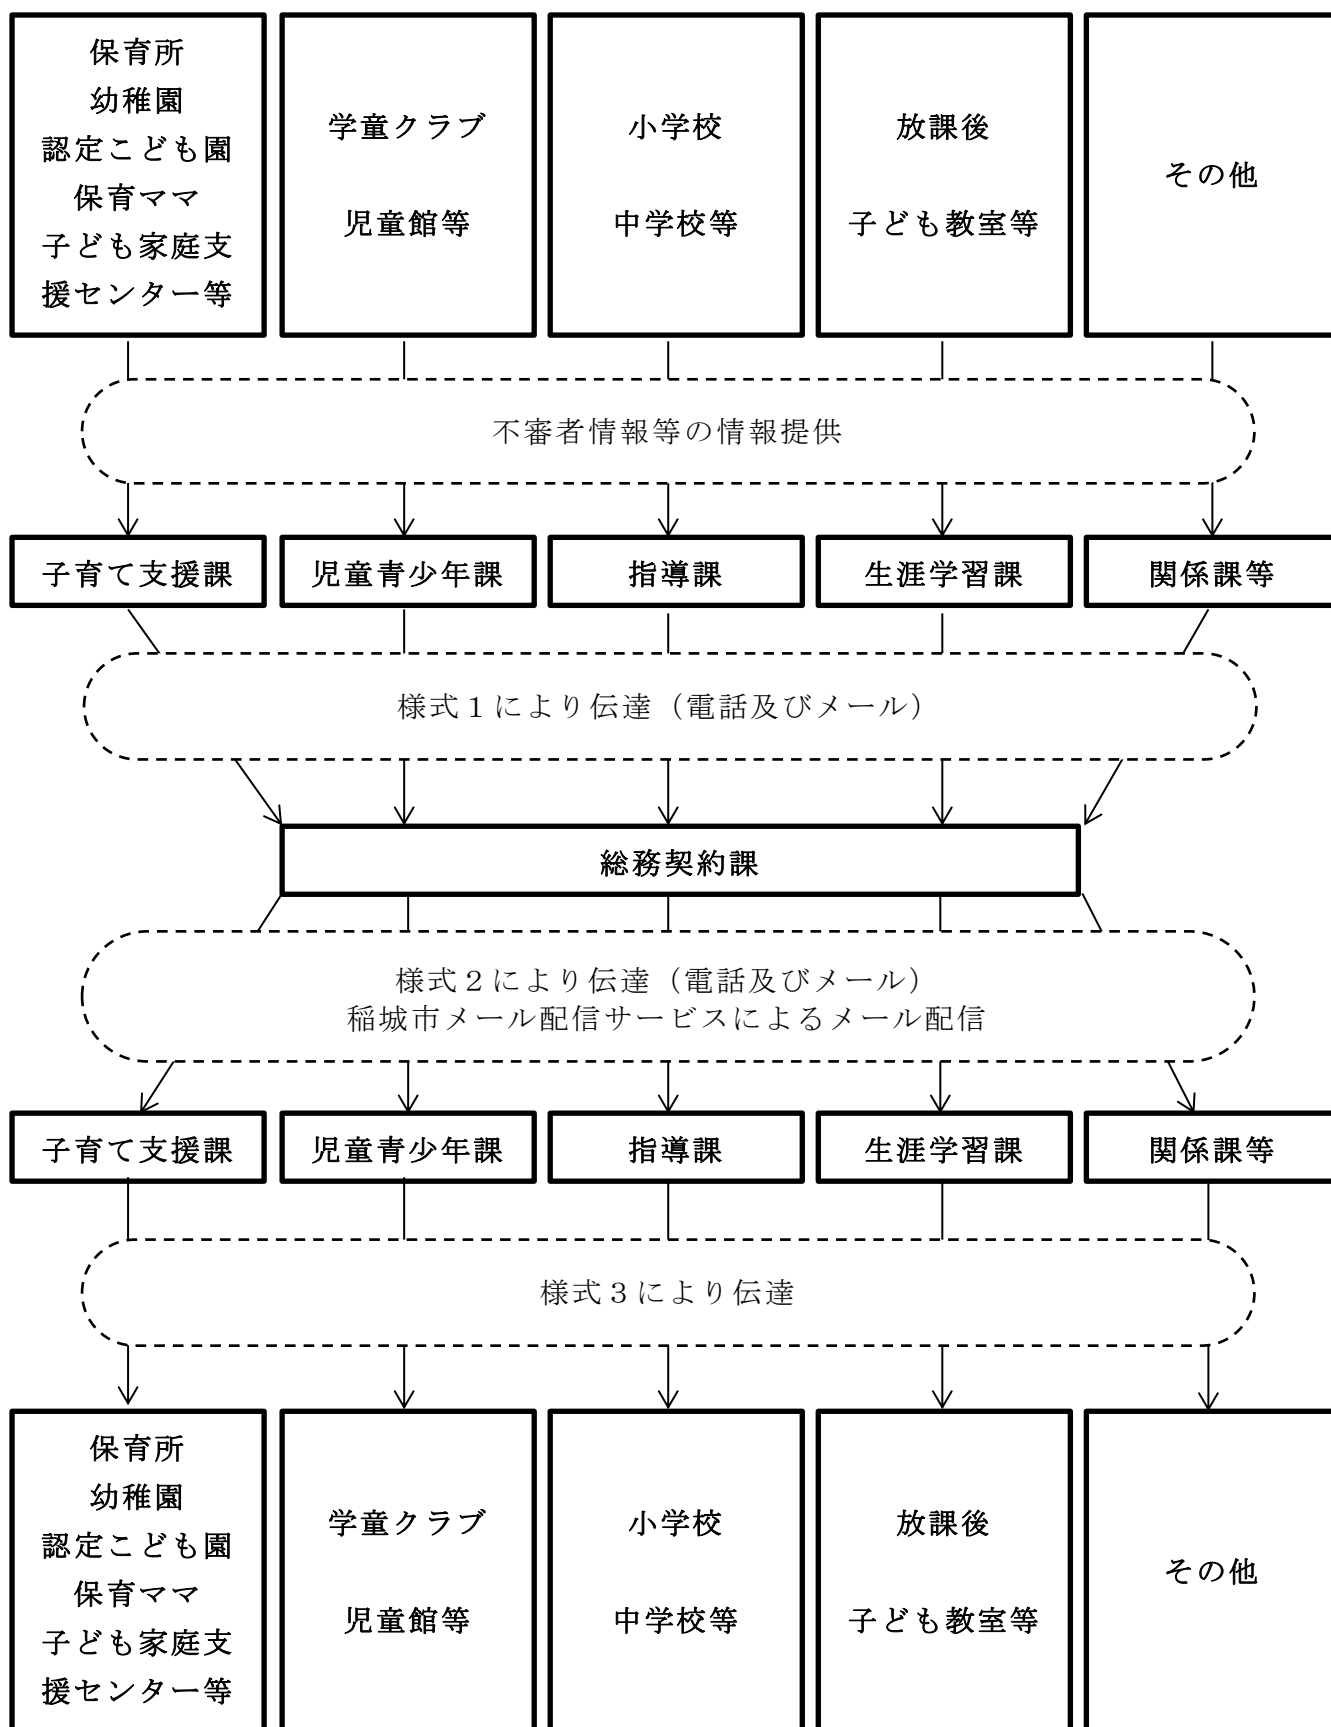 保育所
幼稚園
認定こども園
保育ママ
子ども家庭支
援センター等
学童クラブ
児童館等
小学校
中学校等
放課後
子ども教室等
その他
不審者情報等の情報提供
子育て支援課
児童青少年課
指導課
生涯学習課
関係課等
様式１により伝達（電話及びメール）
総務契約課
様式２により伝達（電話及びメール）
稲城市メール配信サービスによるメール配信
子育て支援課
児童青少年課
指導課
生涯学習課
関係課等
様式３により伝達
保育所
幼稚園
認定こども園
保育ママ
子ども家庭支
援センター等
学童クラブ
児童館等
小学校
中学校等
放課後
子ども教室等
その他